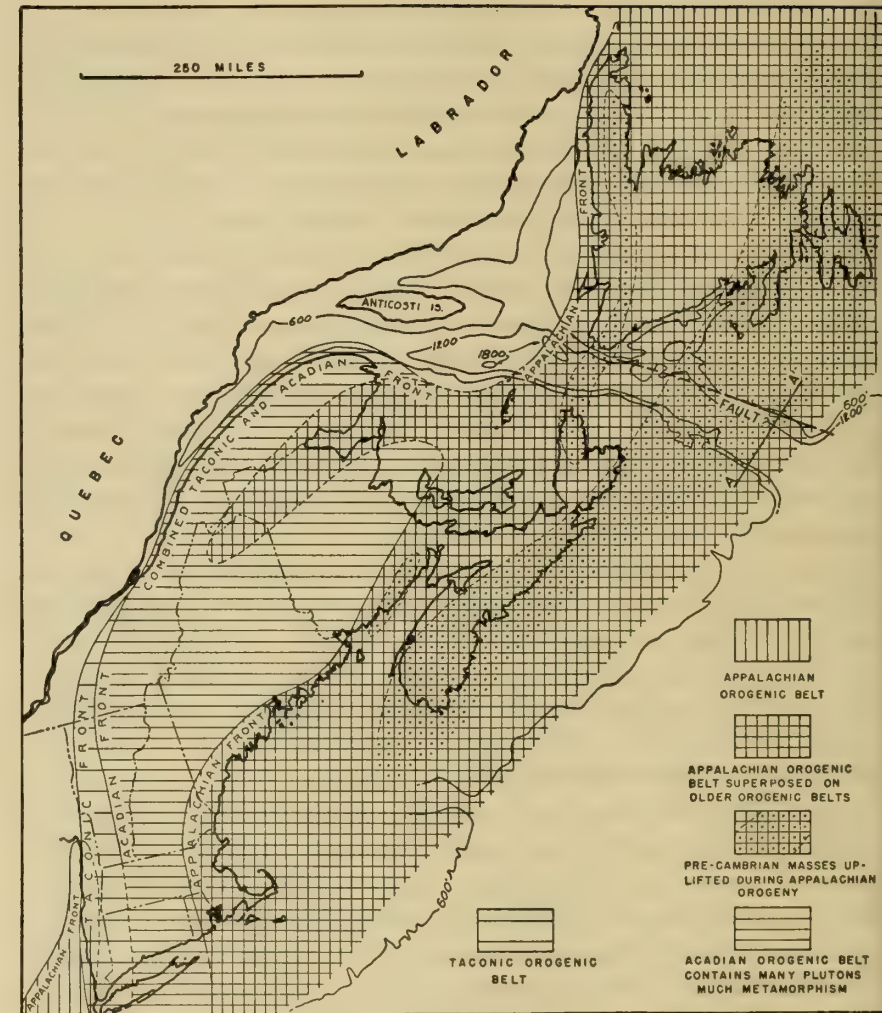 250 MILES
LABRADOR
QUEBEC
ANTICOSTI IS.
600'
1200
1800
APPALACHIAN FRONT
COMBINED TACONIC AND ACADIAN FRONT
FAULT
A'
A
600'
1200'
TACONIC FRONT
ACADIAN FRONT
APPALACHIAN FRONT
APPALACHIAN FRONT
600'
APPALACHIAN
OROGENIC BELT
APPALACHIAN OROGENIC
BELT SUPERPOSED ON
OLDER OROGENIC BELTS
PRE-CAMBRIAN MASSES UP-
LIFTED DURING APPALACHIAN
OROGENY
TACONIC OROGENIC
BELT
ACADIAN OROGENIC BELT
CONTAINS MANY PLUTONS
MUCH METAMORPHISM